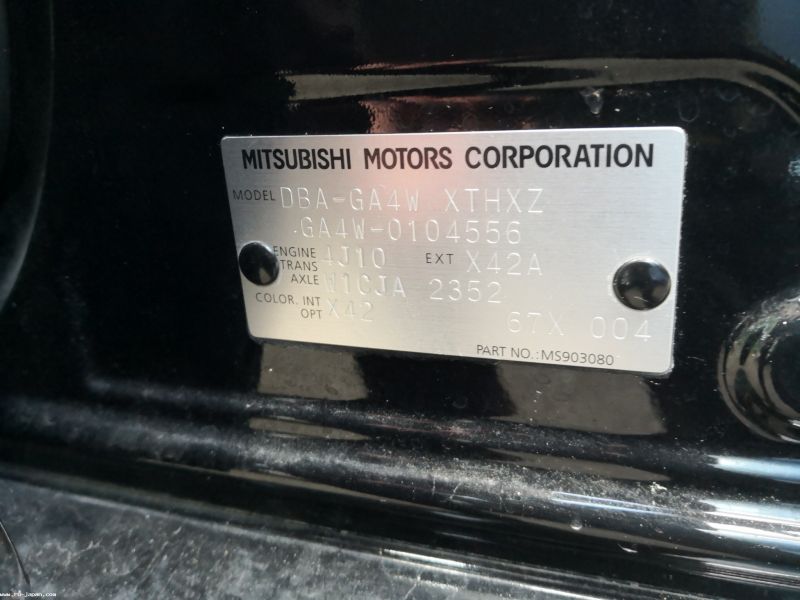 MITSUBISHI MOTORS CORPORATION
MODEL DBA-GA4W XTHXZ
GA4W-0104556
ENGINE 4J10 EXT X42A
TRANS
AXLE W1CJA 2352
COLOR. INT X42
OPT 67X 004
PART NO.:MS903080